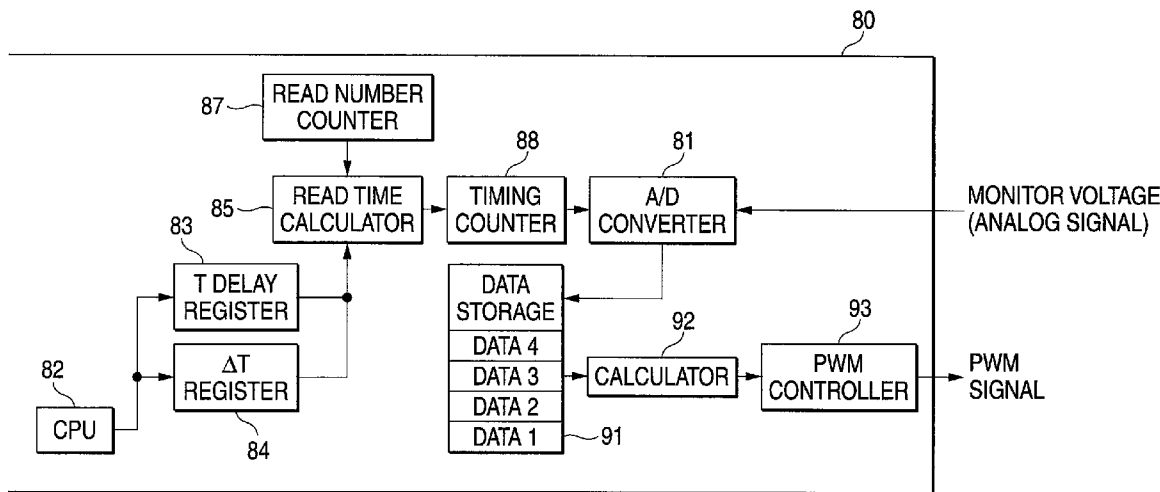 80
87
READ NUMBER
COUNTER
88
81
85
READ TIME
CALCULATOR
TIMING
COUNTER
A/D
CONVERTER
MONITOR VOLTAGE
(ANALOG SIGNAL)
83
T DELAY
REGISTER
DATA
STORAGE
DATA 4
DATA 3
DATA 2
DATA 1
91
92
CALCULATOR
93
PWM
CONTROLLER
PWM
SIGNAL
82
CPU
ΔT
REGISTER
84